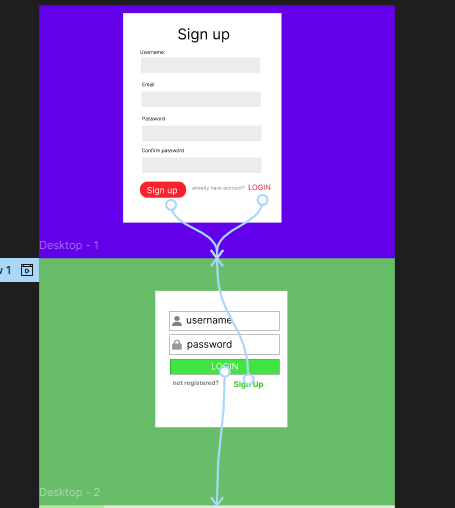 Sign up
Username:
Email
Password
Confirm password
Sign up already have account? LOGIN
Desktop - 1
1
username
password
LOGIN
not registered? Sign Up
Desktop - 2